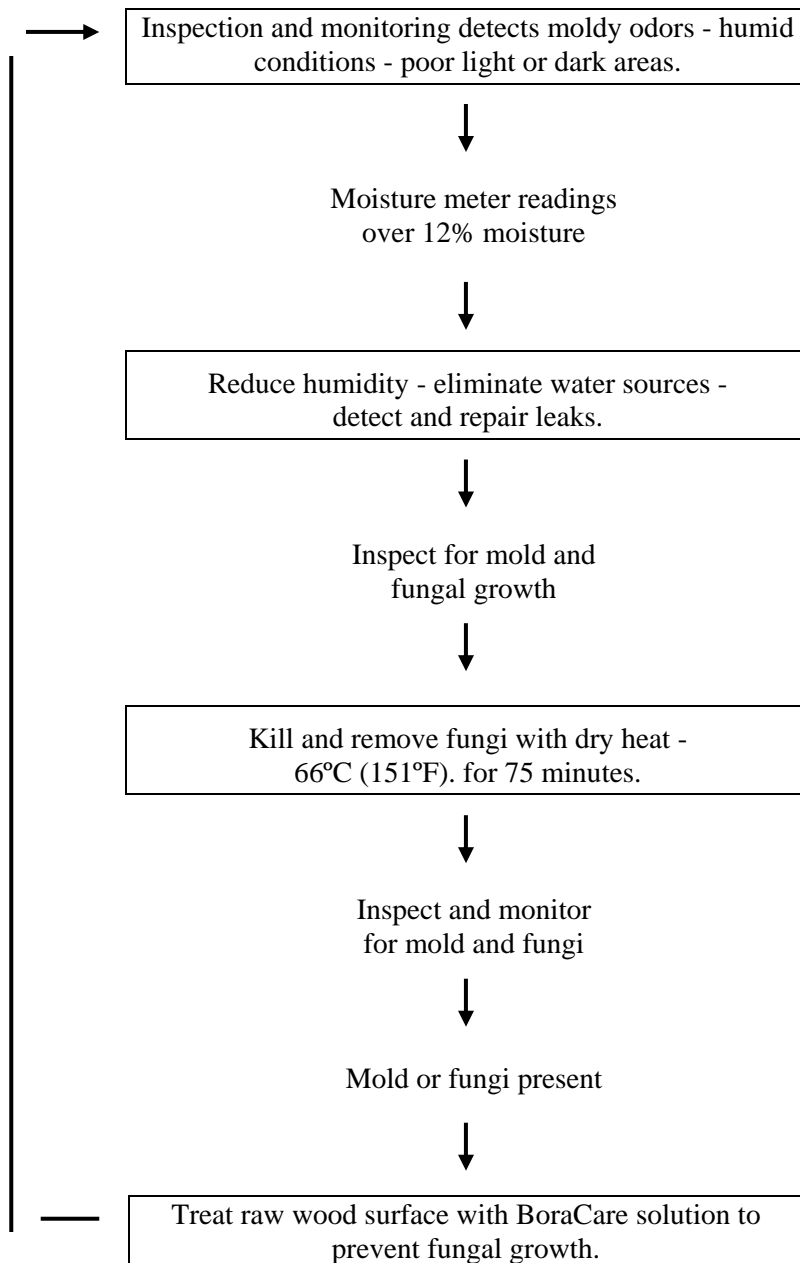 Inspection and monitoring detects moldy odors - humid
conditions - poor light or dark areas.
Moisture meter readings
over 12% moisture
Reduce humidity - eliminate water sources -
detect and repair leaks.
Inspect for mold and
fungal growth
Kill and remove fungi with dry heat -
66ºC (151ºF). for 75 minutes.
Inspect and monitor
for mold and fungi
Mold or fungi present
Treat raw wood surface with BoraCare solution to
prevent fungal growth.